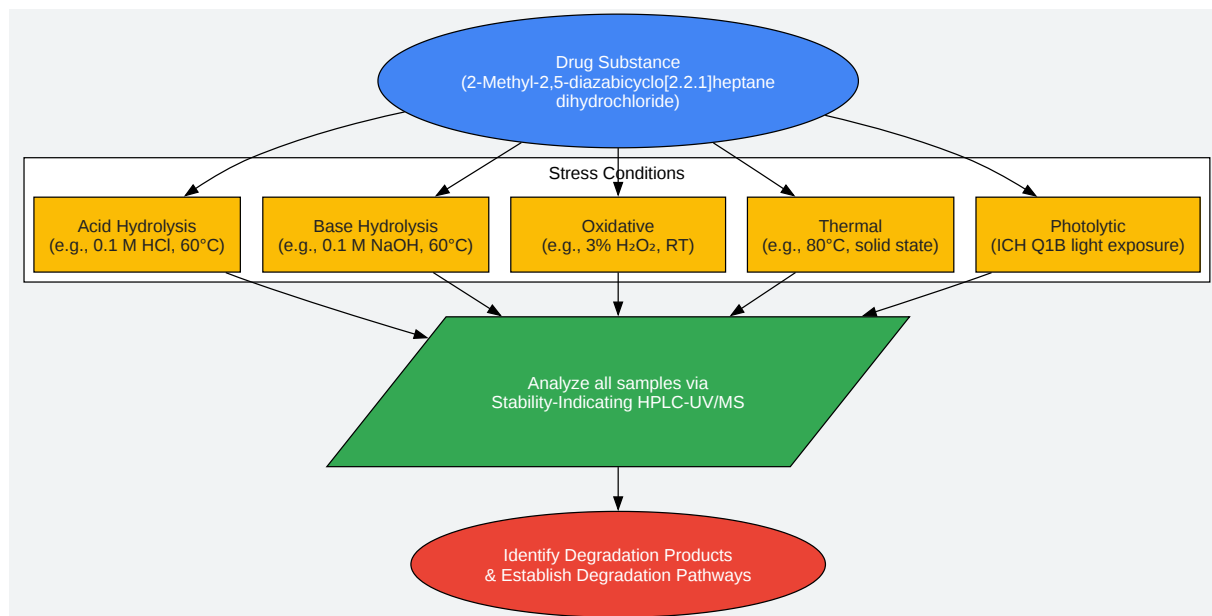 Drug Substance
(2-Methyl-2,5-diazabicyclo[2.2.1]heptane
dihydrochloride)
Stress Conditions
Acid Hydrolysis
(e.g., 0.1 M HCl, 60°C)
Base Hydrolysis
(e.g., 0.1 M NaOH, 60°C)
Oxidative
(e.g., 3% H₂O₂, RT)
Thermal
(e.g., 80°C, solid state)
Photolytic
(ICH Q1B light exposure)
Analyze all samples via
Stability-Indicating HPLC-UV/MS
Identify Degradation Products
& Establish Degradation Pathways